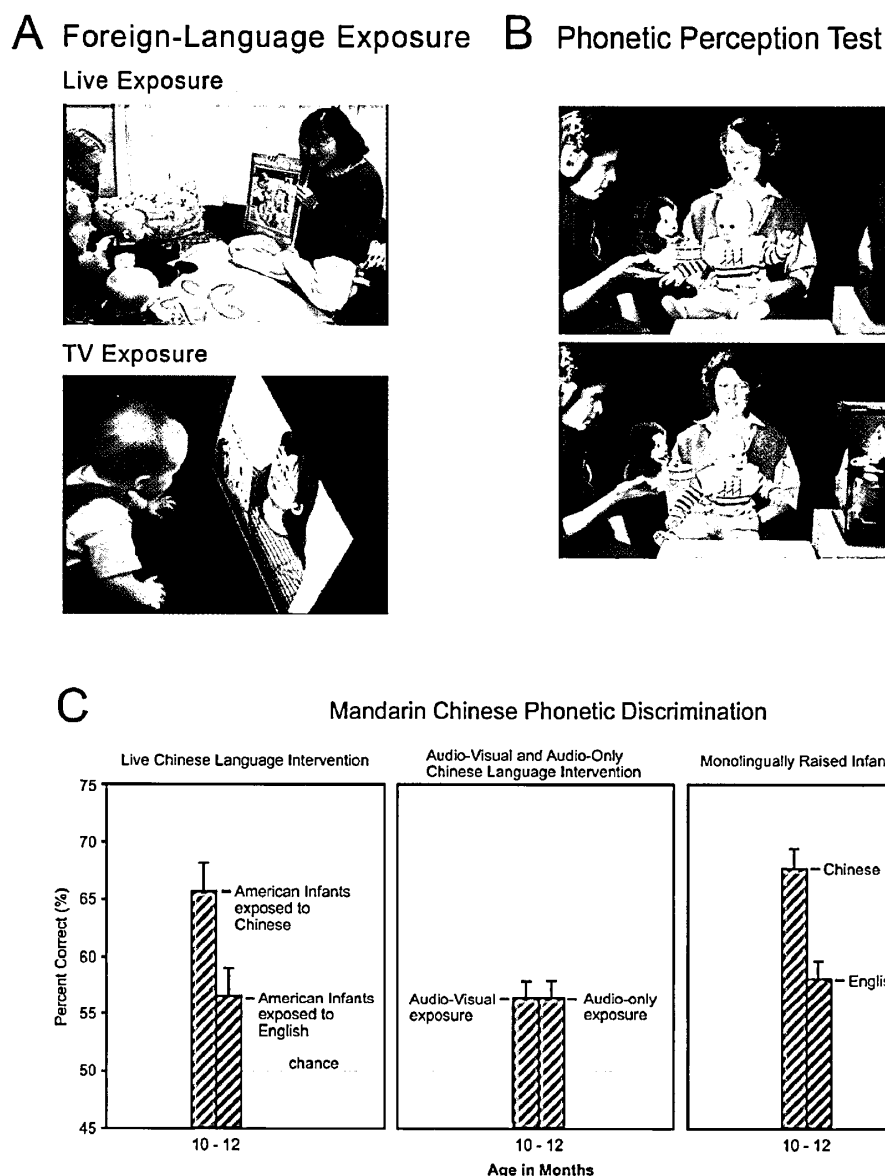 A Foreign-Language Exposure
B Phonetic Perception Test
Live Exposure
TV Exposure
C
Mandarin Chinese Phonetic Discrimination
Live Chinese Language Intervention
Audio-Visual and Audio-Only
Chinese Language Intervention
Monolingually Raised Infan
Percent Correct (%)
75
70
65
60
55
50
45
American Infants
exposed to
Chinese
American Infants
exposed to
English
chance
10 - 12
Audio-Visual
exposure
Audio-only
exposure
10 - 12
Age in Months
Chinese
Englis
10 - 12